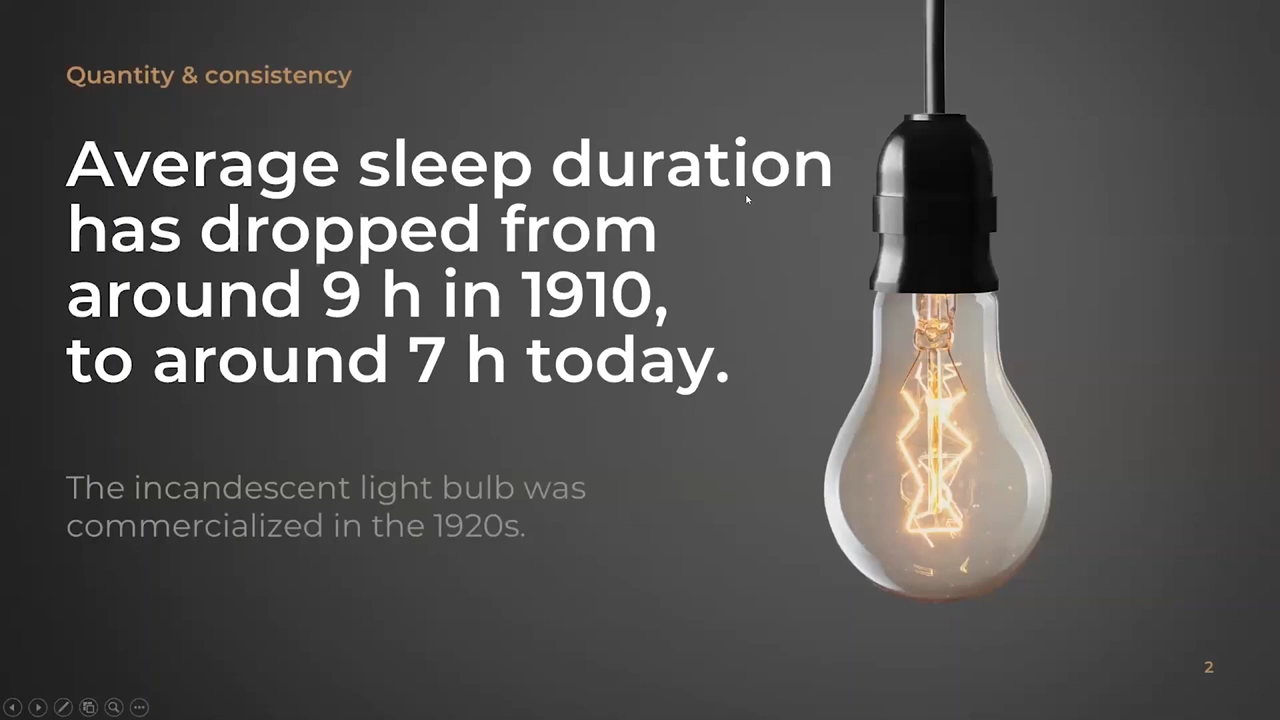 Quantity & consistency
Average sleep duration
has dropped from
around 9 h in 1910,
to around 7 h today.
The incandescent light bulb was
commercialized in the 1920s.
2